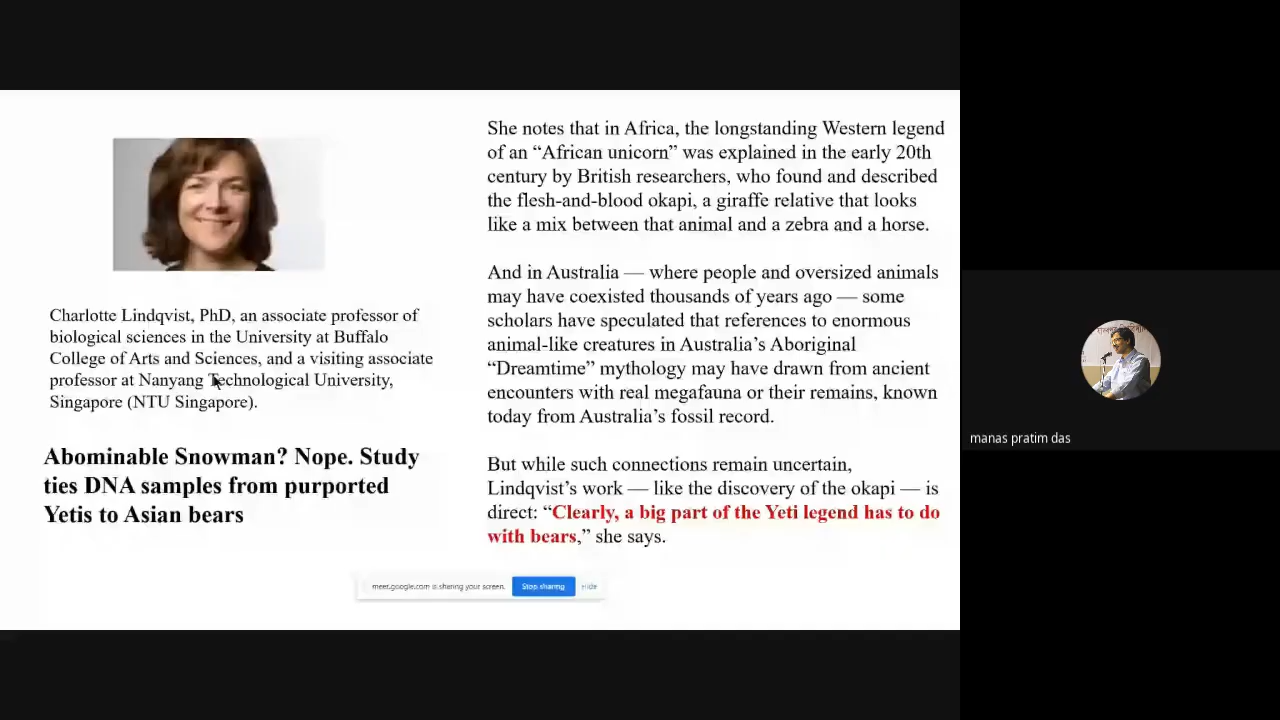 Charlotte Lindqvist, PhD, an associate professor of
biological sciences in the University at Buffalo
College of Arts and Sciences, and a visiting associate
professor at Nanyang Technological University,
Singapore (NTU Singapore).
Abominable Snowman? Nope. Study
ties DNA samples from purported
Yetis to Asian bears
She notes that in Africa, the longstanding Western legend
of an “African unicorn” was explained in the early 20th
century by British researchers, who found and described
the flesh-and-blood okapi, a giraffe relative that looks
like a mix between that animal and a zebra and a horse.
And in Australia — where people and oversized animals
may have coexisted thousands of years ago — some
scholars have speculated that references to enormous
animal-like creatures in Australia’s Aboriginal
“Dreamtime” mythology may have drawn from ancient
encounters with real megafauna or their remains, known
today from Australia’s fossil record.
But while such connections remain uncertain,
Lindqvist’s work — like the discovery of the okapi — is
direct: “Clearly, a big part of the Yeti legend has to do
with bears,” she says.
meet.google.com is sharing your screen. Stop sharing Hide
manas pratim das